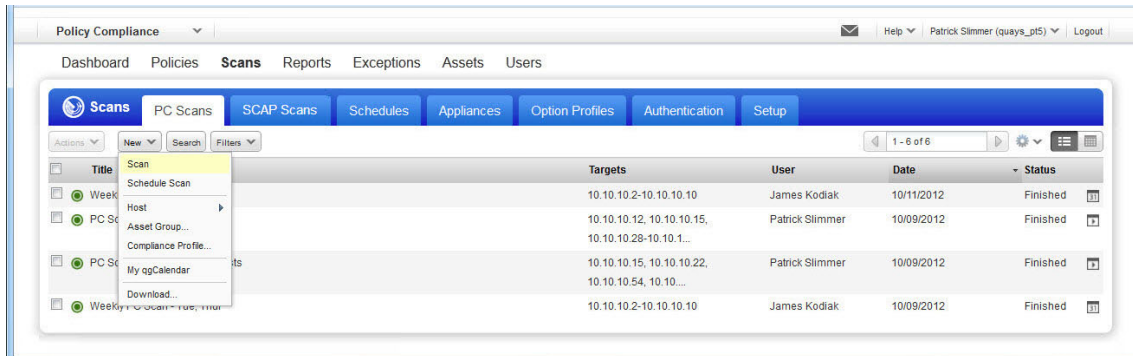 Policy Compliance
Help Patrick Slimmer (quays_pt5) Logout
Dashboard Policies Scans Reports Exceptions Assets Users
Scans PC Scans SCAP Scans Schedules Appliances Option Profiles Authentication Setup
Actions New Search Filters 1 - 6 of 6
Title Targets User Date Status
Scan
Schedule Scan
Host
Asset Group...
Compliance Profile...
My qgCalendar
Download...
Week 10.10.10.2-10.10.10.10 James Kodiak 10/11/2012 Finished 31
PC Sc 10.10.10.12, 10.10.10.15, Patrick Slimmer 10/09/2012 Finished
10.10.10.28-10.10.1...
PC Sc sts 10.10.10.15, 10.10.10.22, Patrick Slimmer 10/09/2012 Finished
10.10.10.54, 10.10....
Weekly PC Scan - Tue, Thur 10.10.10.2-10.10.10.10 James Kodiak 10/09/2012 Finished 31